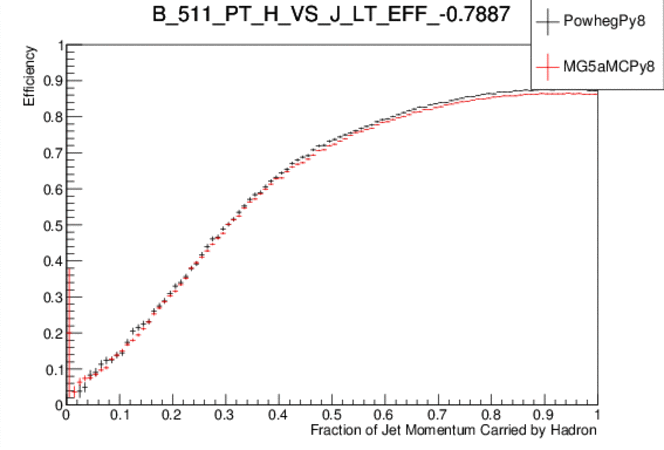 B_511_PT_H_VS_J_LT_EFF_-0.7887
PowhegPy8
MG5aMCPy8
Efficiency
1
0.9
0.8
0.7
0.6
0.5
0.4
0.3
0.2
0.1
0
0 0.1 0.2 0.3 0.4 0.5 0.6 0.7 0.8 0.9 1
Fraction of Jet Momentum Carried by Hadron